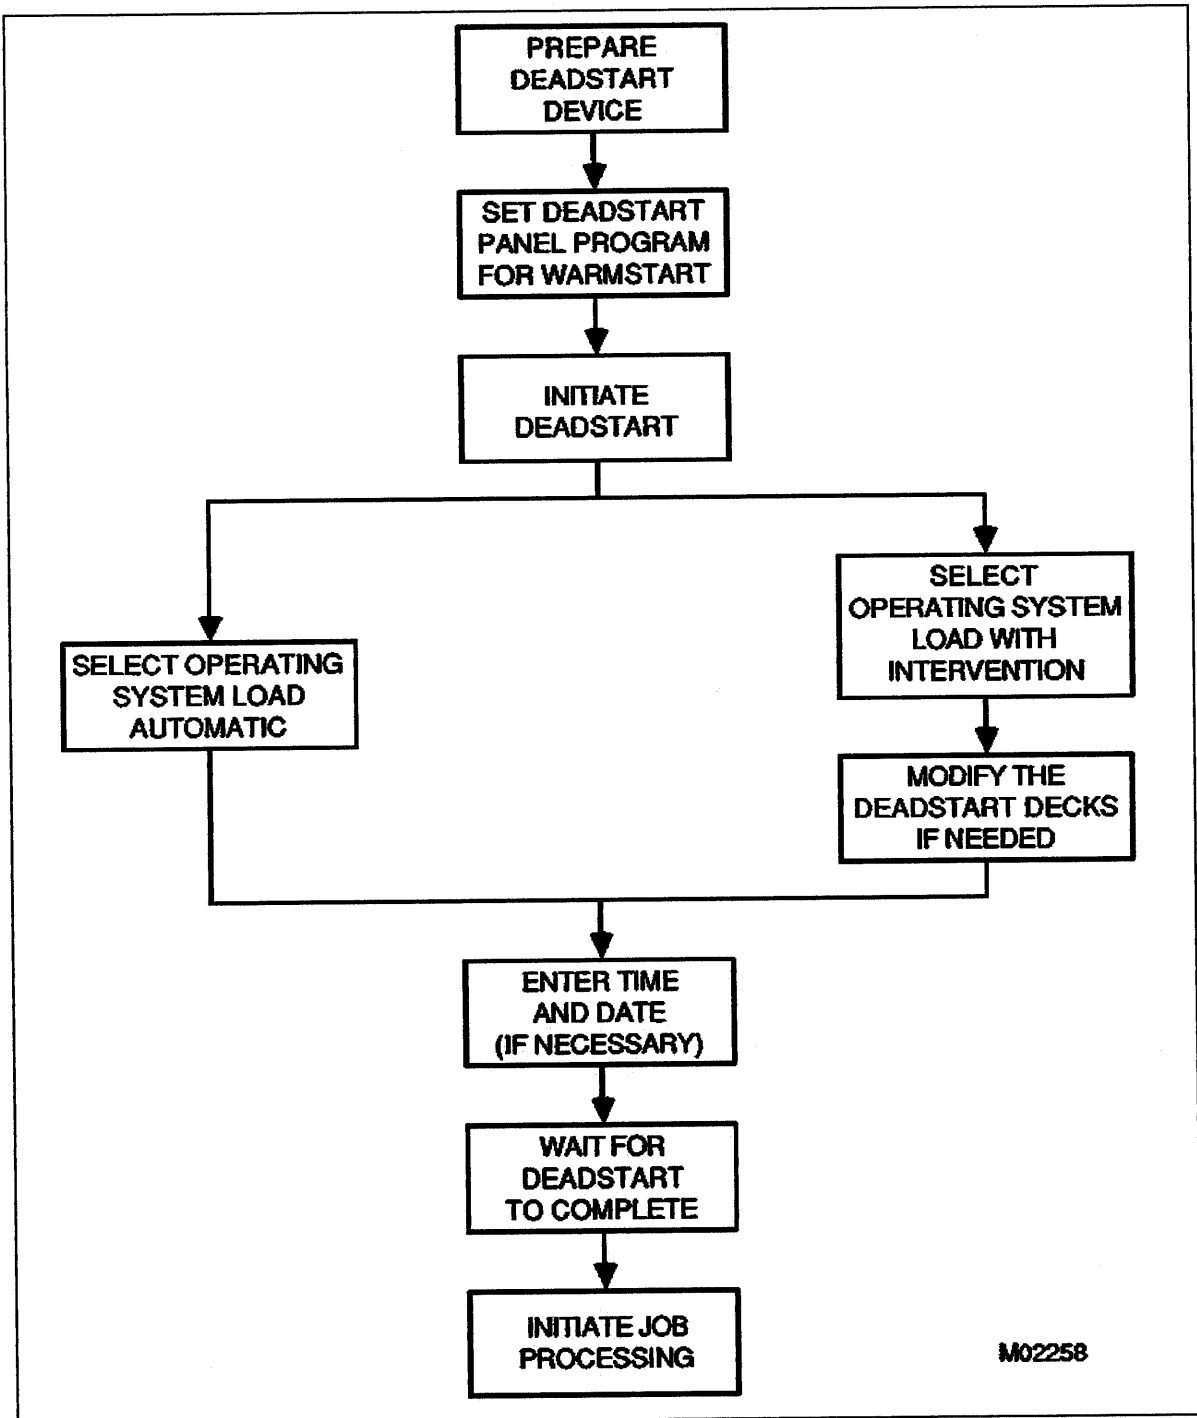 PREPARE
DEADSTART
DEVICE
SET DEADSTART
PANEL PROGRAM
FOR WARMSTART
INITIATE
DEADSTART
SELECT OPERATING
SYSTEM LOAD
AUTOMATIC
SELECT
OPERATING SYSTEM
LOAD WITH
INTERVENTION
MODIFY THE
DEADSTART DECKS
IF NEEDED
ENTER TIME
AND DATE
(IF NECESSARY)
WAIT FOR
DEADSTART
TO COMPLETE
INITIATE JOB
PROCESSING
M02258